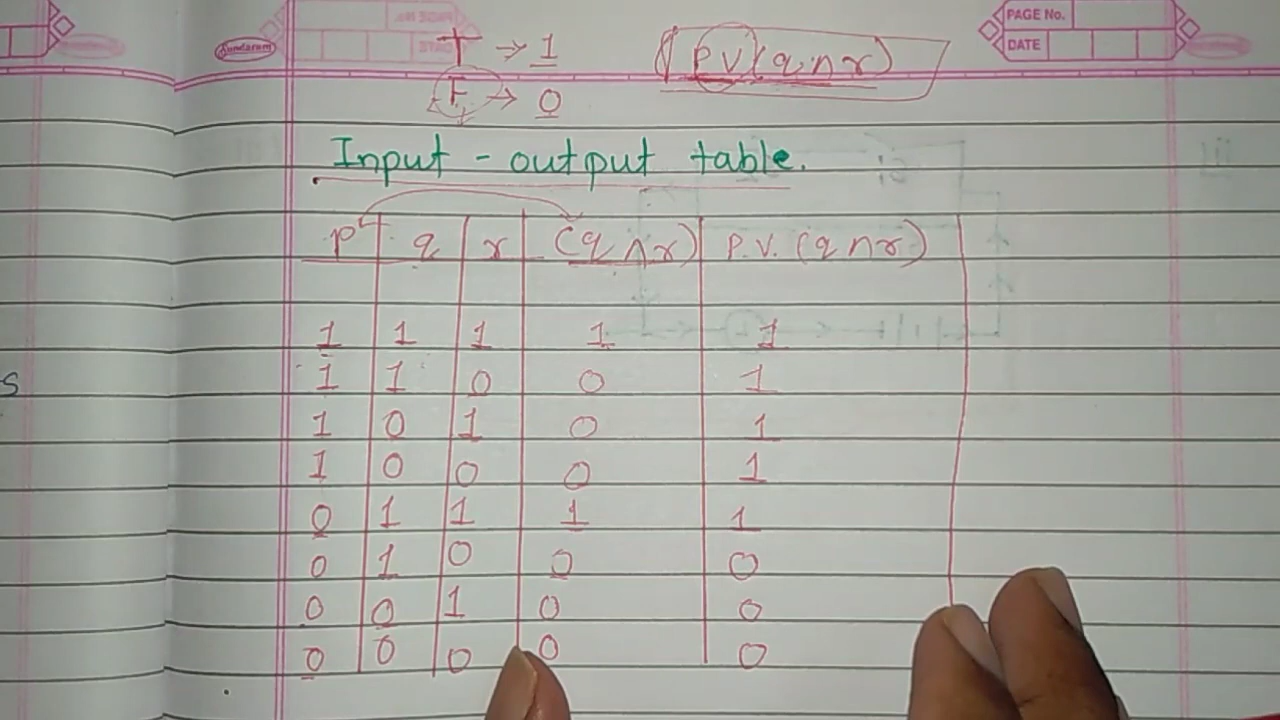 PAGE No.
DATE
Sundaram
T → 1
F → 0
P V (q ∩ r)
Input - output table.
P q r (q ∩ r) P.V.(q ∩ r)
1 1 1 1 1
1 1 0 0 1
1 0 1 0 1
1 0 0 0 1
0 1 1 1 1
0 1 0 0 0
0 0 1 0 0
0 0 0 0 0
s